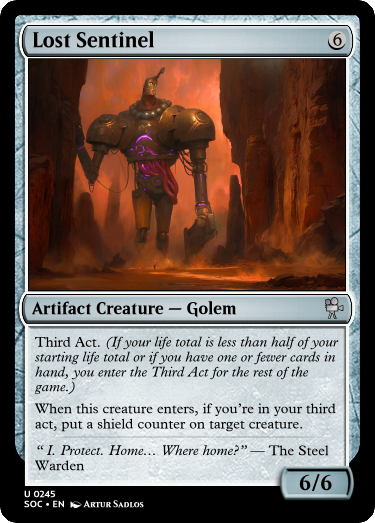 Lost Sentinel 6
Artifact Creature — Golem
Third Act. (If your life total is less than half of your
starting life total or if you have one or fewer cards in
hand, you enter the Third Act for the rest of the
game.)
When this creature enters, if you're in your third
act, put a shield counter on target creature.
“ I. Protect. Home… Where home?” — The Steel
Warden
6/6
U 0245
SOC • EN Artur Sadlos